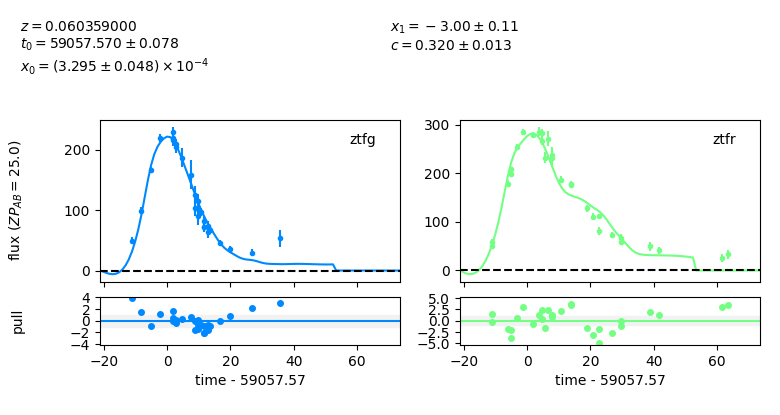 z = 0.060359000
t₀ = 59057.570 ± 0.078
x₀ = (3.295 ± 0.048) × 10⁻⁴
x₁ = −3.00 ± 0.11
c = 0.320 ± 0.013
flux (ZP_AB = 25.0)
ztfg
200
100
0
ztfr
300
200
100
0
pull
4
2
0
−2
−4
−20 0 20 40 60
time - 59057.57
5.0
2.5
0.0
−2.5
−5.0
−20 0 20 40 60
time - 59057.57